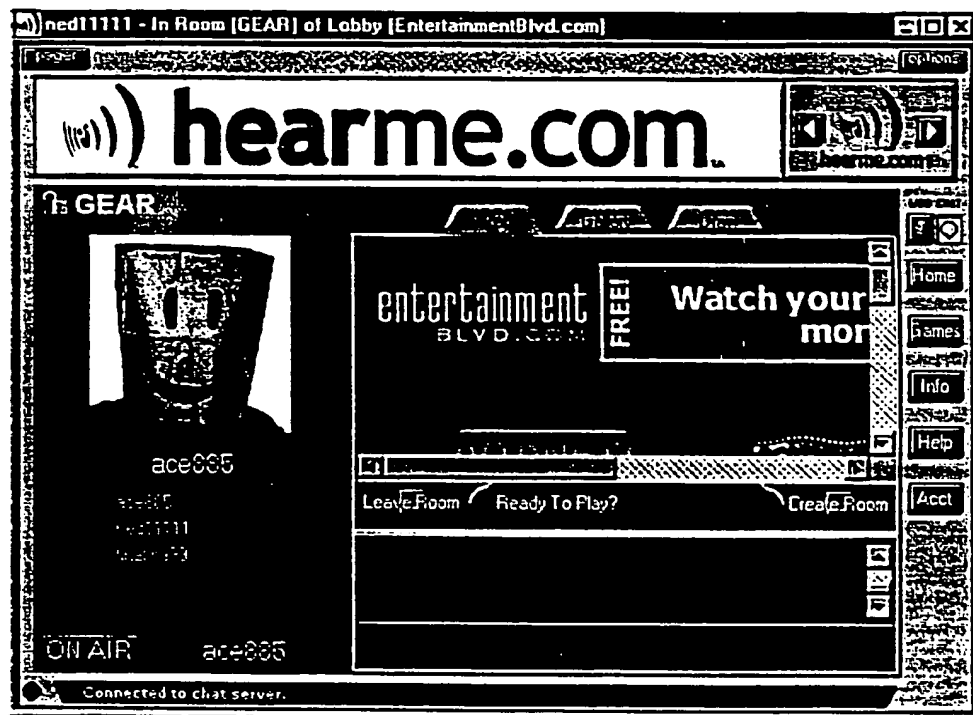 ned11111 - In Room [GEAR] of Lobby [EntertainmentBlvd.com]
pager
options
hearme.com
hearme.com
GEAR
entertainment
BLVD.COM
FREE!
Watch your
mor
Home
Games
Info
Help
Acct
Leave Room
Ready To Play?
Create Room
ned11111
ON AIR
Connected to chat server.